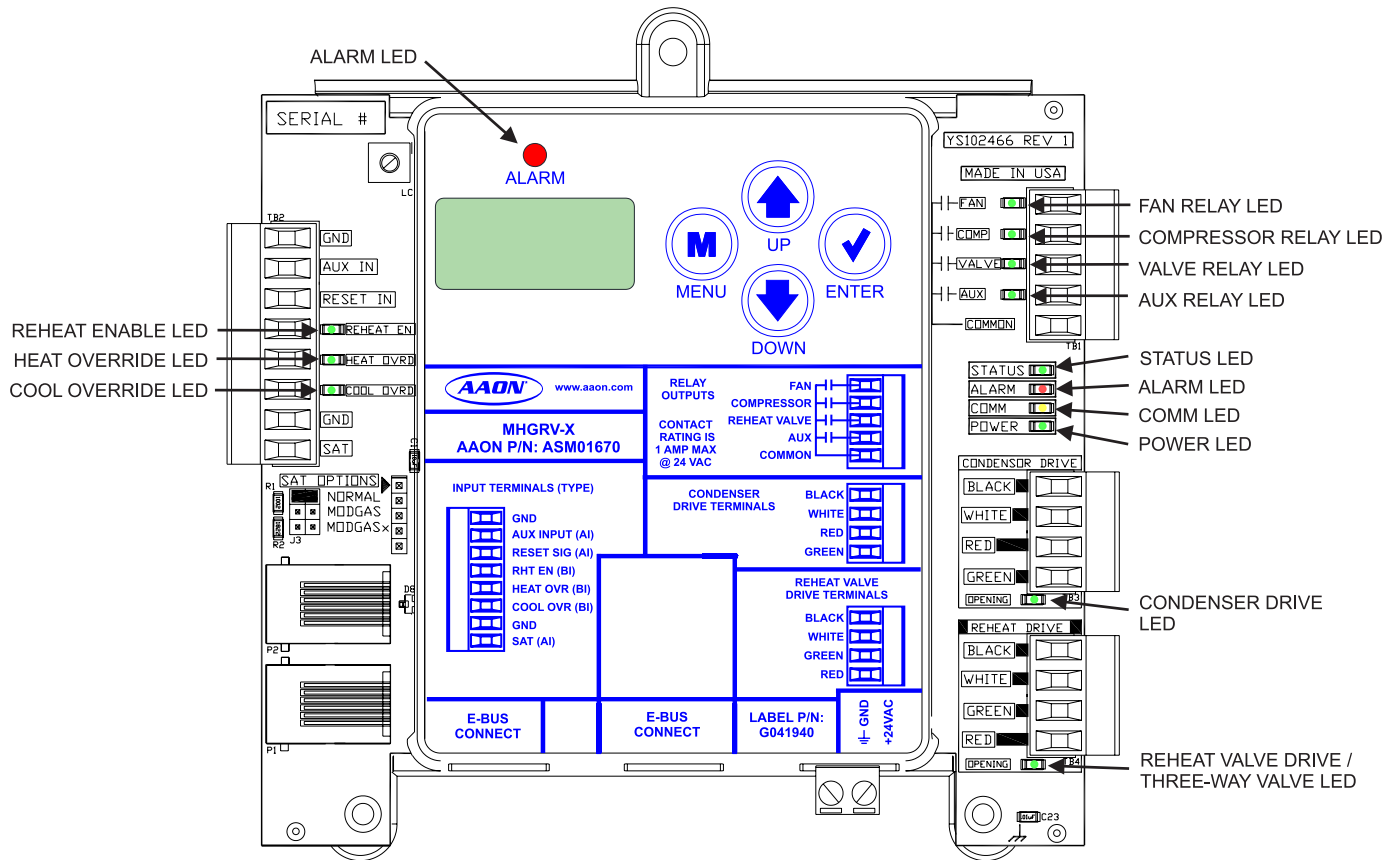 ALARM LED
SERIAL #
LC
TB2
GND
AUX IN
RESET IN
REHEAT EN
HEAT OVRD
COOL OVRD
GND
SAT
REHEAT ENABLE LED
HEAT OVERRIDE LED
COOL OVERRIDE LED
SAT OPTIONS
NORMAL
MODGAS
MODGASX
R1
R2
J3
D8
P2
P1
ALARM
MENU
M
UP
DOWN
ENTER
AAON
www.aaon.com
MHGRV-X
AAON P/N: ASM01670
RELAY
OUTPUTS
CONTACT
RATING IS
1 AMP MAX
@ 24 VAC
FAN
COMPRESSOR
REHEAT VALVE
AUX
COMMON
INPUT TERMINALS (TYPE)
GND
AUX INPUT (AI)
RESET SIG (AI)
RHT EN (BI)
HEAT OVR (BI)
COOL OVR (BI)
GND
SAT (AI)
CONDENSER
DRIVE TERMINALS
BLACK
WHITE
RED
GREEN
REHEAT VALVE
DRIVE TERMINALS
BLACK
WHITE
GREEN
RED
E-BUS
CONNECT
E-BUS
CONNECT
LABEL P/N:
G041940
GND
+24VAC
YS102466 REV 1
MADE IN USA
FAN
COMP
VALVE
AUX
COMMON
TB1
STATUS
ALARM
COMM
POWER
CONDENSOR DRIVE
BLACK
WHITE
RED
GREEN
OPENING
TB3
REHEAT DRIVE
BLACK
WHITE
GREEN
RED
OPENING
TB4
C23
FAN RELAY LED
COMPRESSOR RELAY LED
VALVE RELAY LED
AUX RELAY LED
STATUS LED
ALARM LED
COMM LED
POWER LED
CONDENSER DRIVE
LED
REHEAT VALVE DRIVE /
THREE-WAY VALVE LED